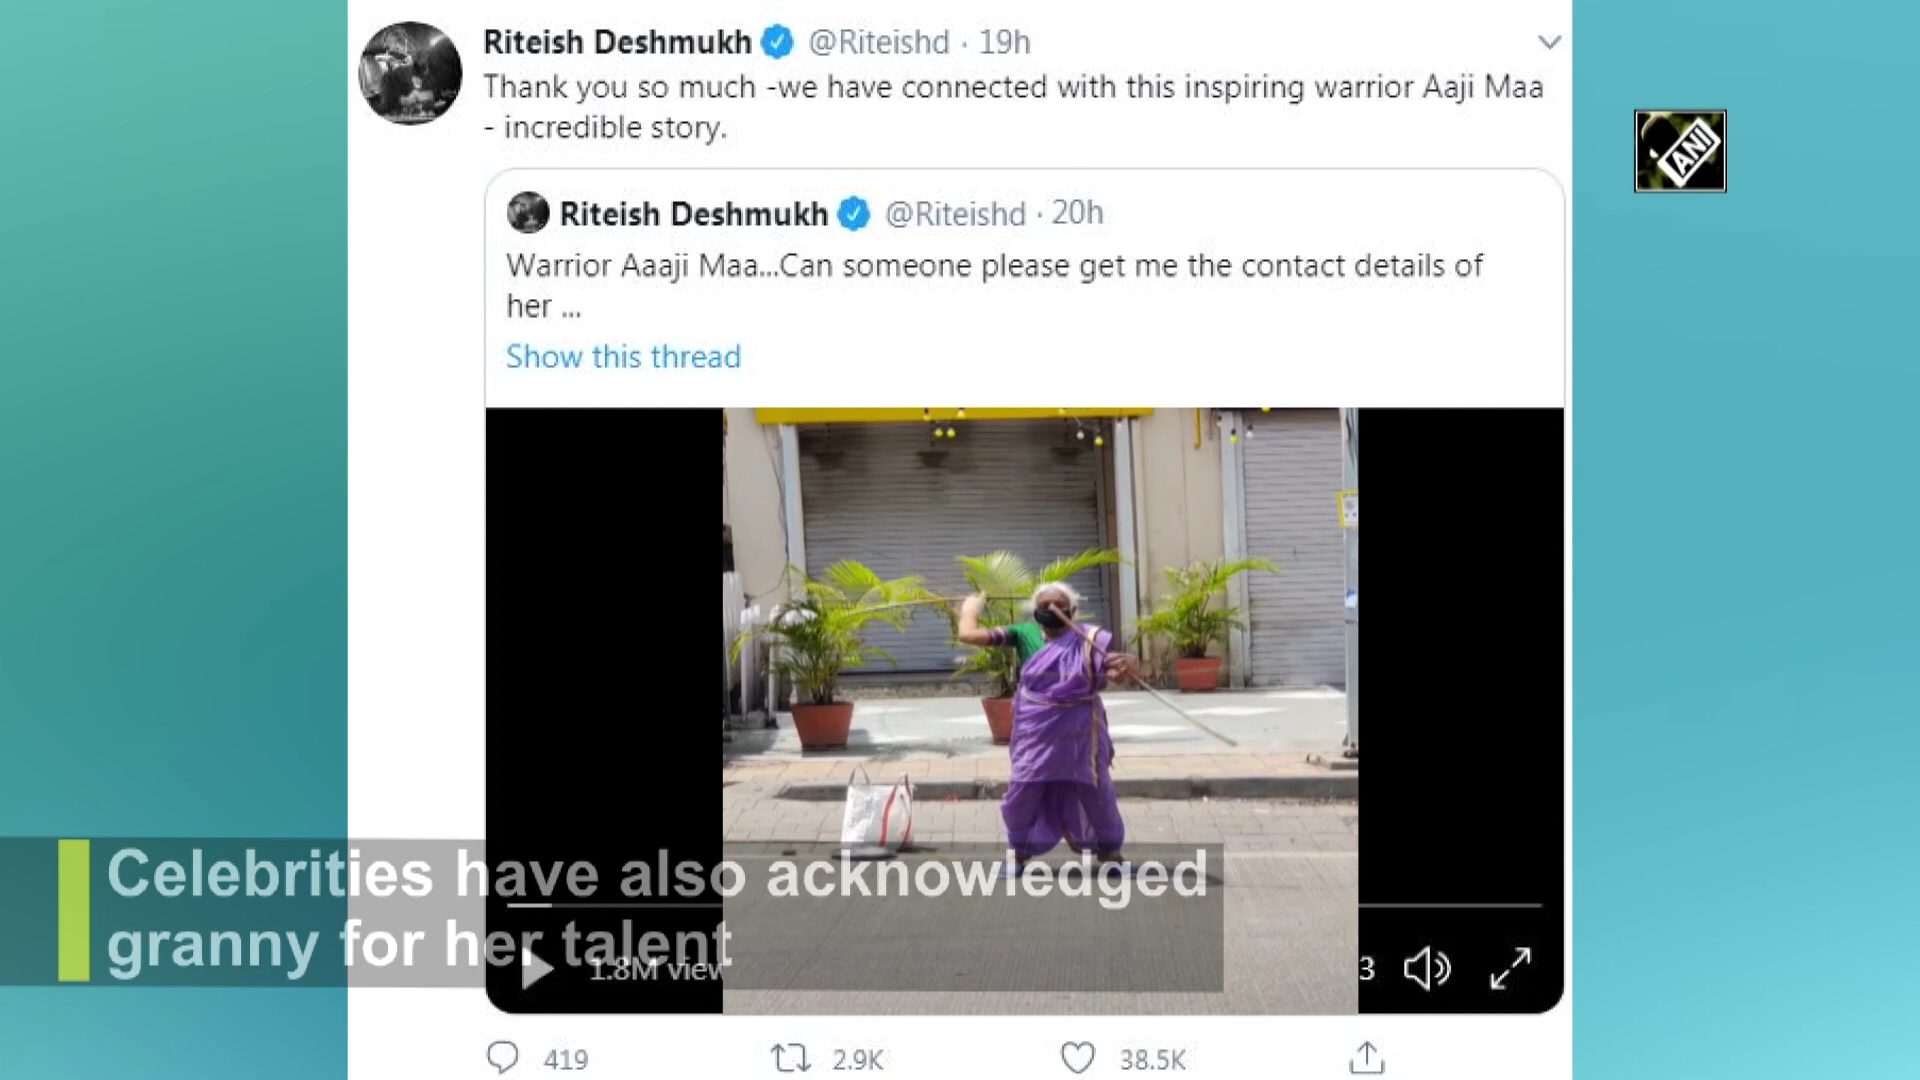 Riteish Deshmukh @Riteishd · 19h
Thank you so much -we have connected with this inspiring warrior Aaji Maa
- incredible story.
Riteish Deshmukh @Riteishd · 20h
Warrior Aaaji Maa...Can someone please get me the contact details of
her ...
Show this thread
ANI
Celebrities have also acknowledged
granny for her talent
1.8M view
3
419 2.9K 38.5K